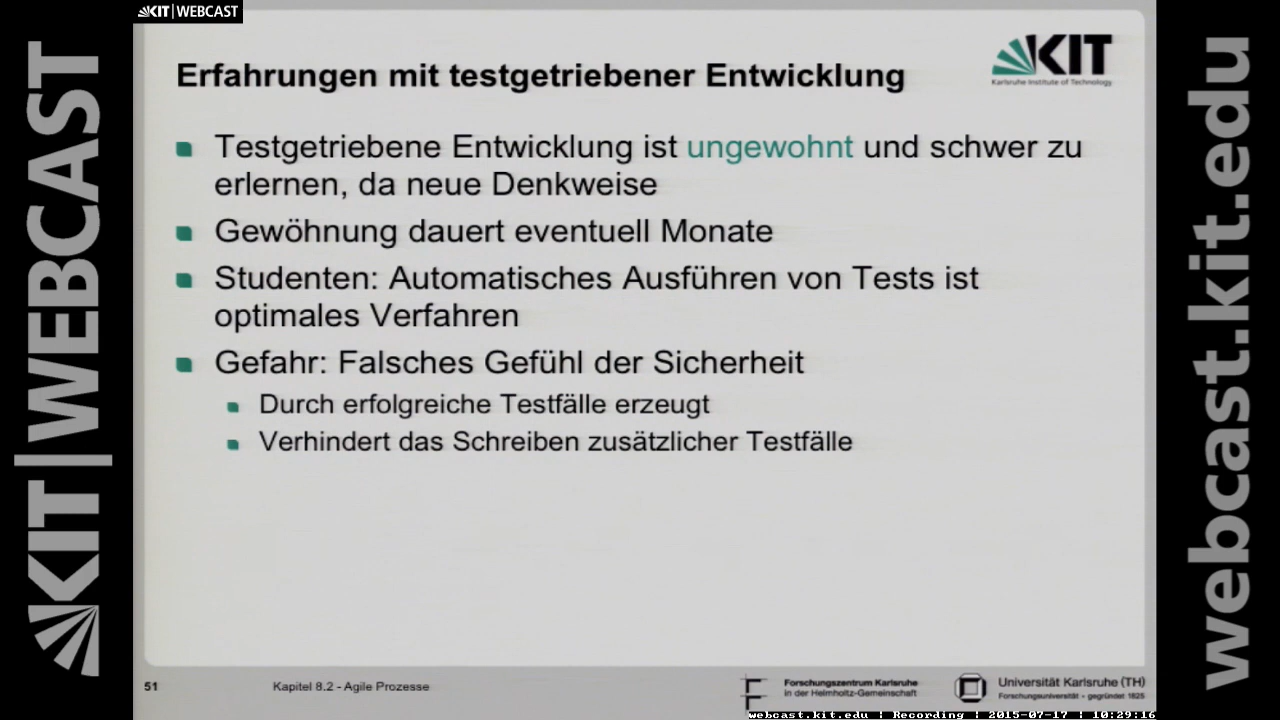 KIT|WEBCAST
KIT|WEBCAST
Erfahrungen mit testgetriebener Entwicklung
KIT
Karlsruhe Institute of Technology
Testgetriebene Entwicklung ist ungewohnt und schwer zu
erlernen, da neue Denkweise
Gewöhnung dauert eventuell Monate
Studenten: Automatisches Ausführen von Tests ist
optimales Verfahren
Gefahr: Falsches Gefühl der Sicherheit
Durch erfolgreiche Testfälle erzeugt
Verhindert das Schreiben zusätzlicher Testfälle
51
Kapitel 8.2 - Agile Prozesse
Forschungszentrum Karlsruhe
in der Helmholtz-Gemeinschaft
Universität Karlsruhe (TH)
Forschungsuniversität • gegründet 1825
webcast.kit.edu | Recording | 2015-07-17 | 10:29:16
webcast.kit.edu